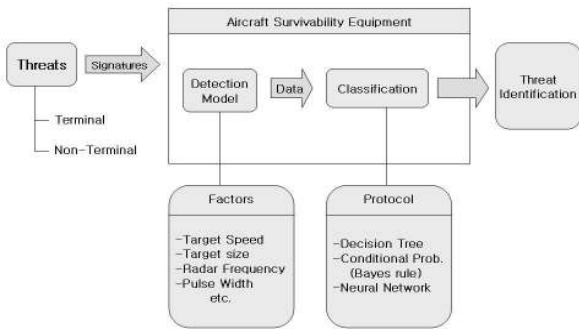 Aircraft Survivability Equipment
Threats
Signatures
Detection
Model
Data
Classification
Threat
Identification
Terminal
Non-Terminal
Factors
-Target Speed
-Target size
-Radar Frequency
-Pulse Width
etc.
Protocol
-Decision Tree
-Conditional Prob.
(Bayes rule)
-Neural Network